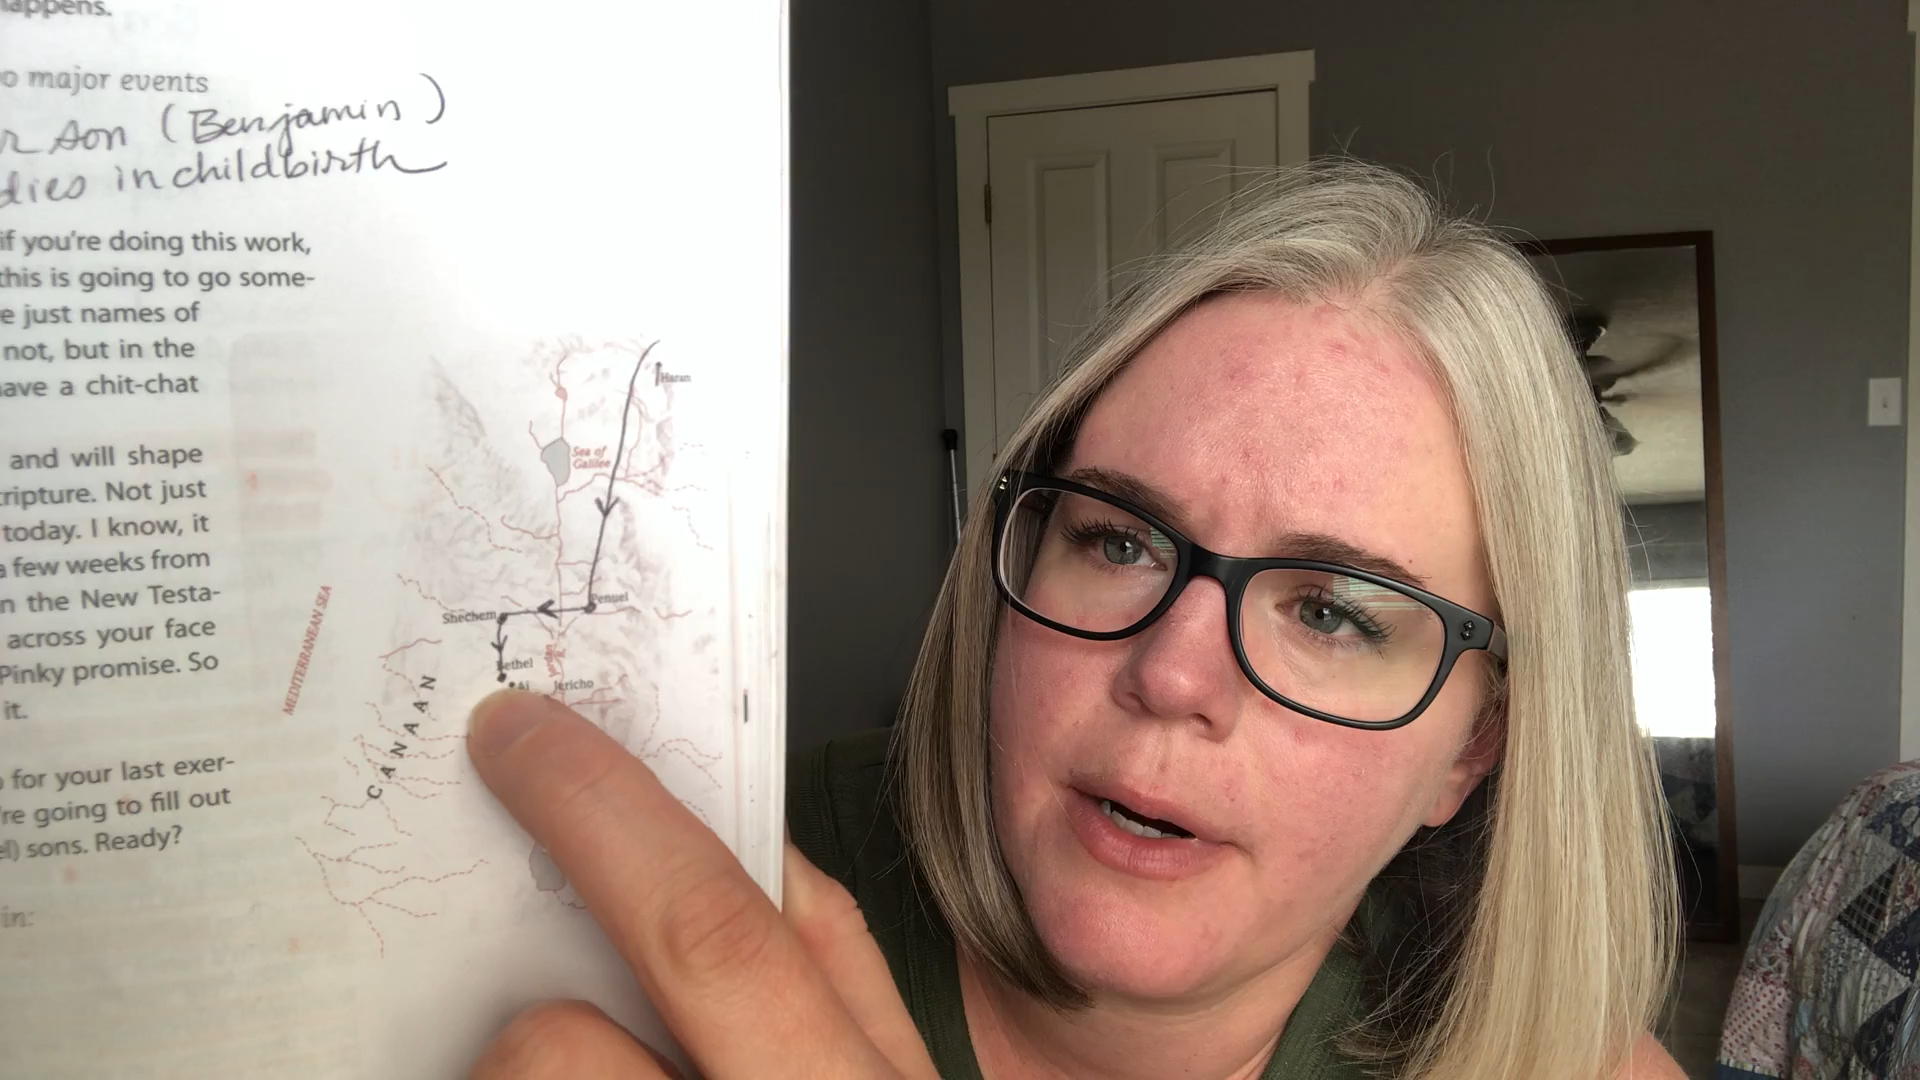 happens.
o major events
r son (Benjamin)
dies in childbirth
if you're doing this work,
this is going to go some-
e just names of
not, but in the
have a chit-chat
and will shape
cripture. Not just
today. I know, it
a few weeks from
n the New Testa-
across your face
Pinky promise. So
it.
o for your last exer-
're going to fill out
el) sons. Ready?
in:
Haran
Sea of
Galilee
Penuel
Shechem
MEDITERRANEAN SEA
Bethel
Ai
Jericho
CANAAN